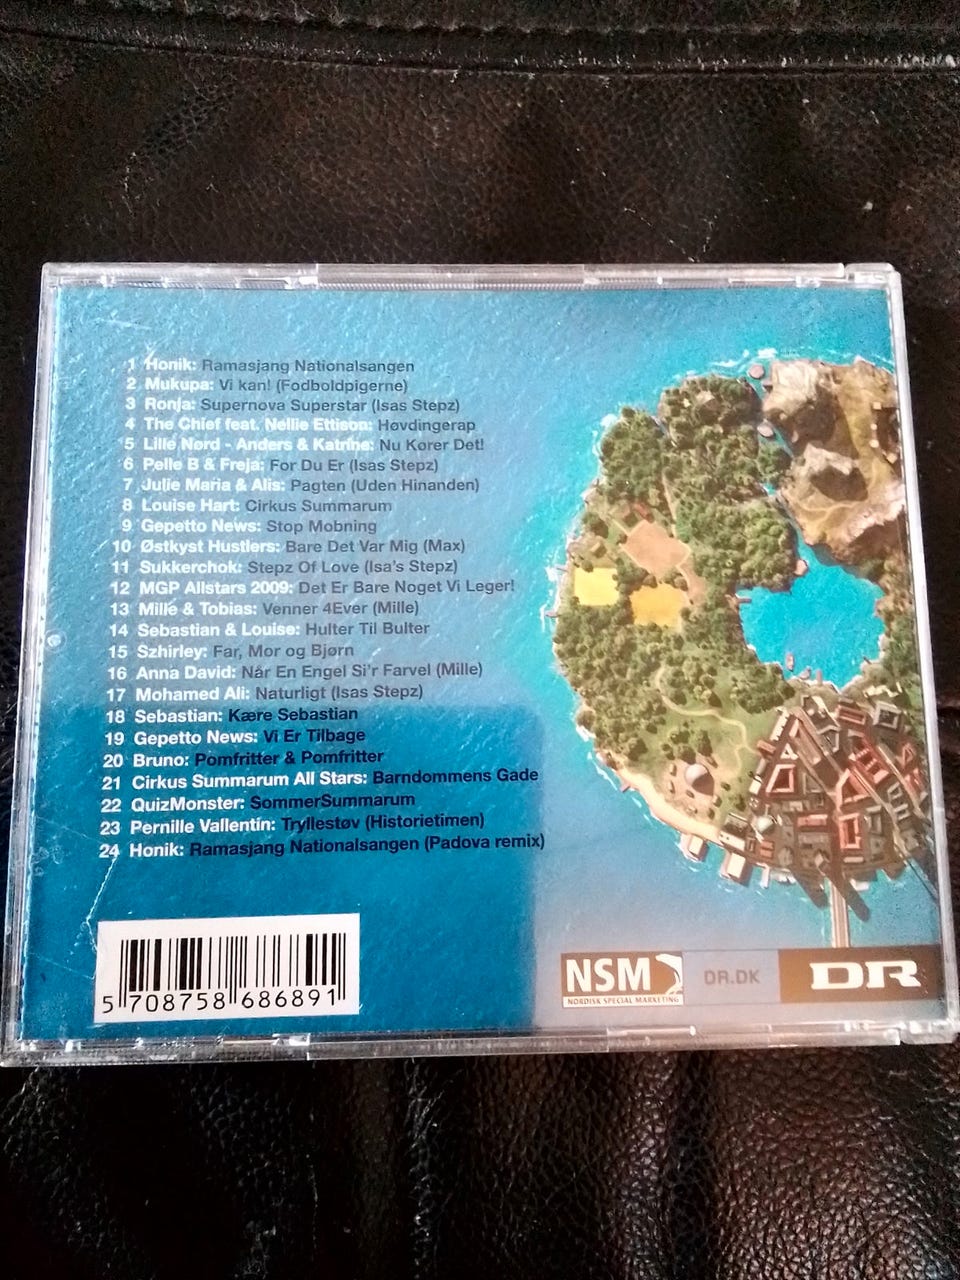 1 Honik: Ramasjang Nationalsangen
2 Mukupa: Vi kan! (Fodboldpigerne)
3 Ronja: Supernova Superstar (Isas Stepz)
4 The Chief feat. Nellie Ettison: Høvdingerap
5 Lille Nørd - Anders & Katrine: Nu Kører Det!
6 Pelle B & Freja: For Du Er (Isas Stepz)
7 Julie Maria & Alis: Pagten (Uden Hinanden)
8 Louise Hart: Cirkus Summarum
9 Gepetto News: Stop Mobning
10 Østkyst Hustlers: Bare Det Var Mig (Max)
11 Sukkerchok: Stepz Of Love (Isa's Stepz)
12 MGP Allstars 2009: Det Er Bare Noget Vi Leger!
13 Mille & Tobias: Venner 4Ever (Mille)
14 Sebastian & Louise: Hulter Til Bulter
15 Szhirley: Far, Mor og Bjørn
16 Anna David: Når En Engel Si'r Farvel (Mille)
17 Mohamed Ali: Naturligt (Isas Stepz)
18 Sebastian: Kære Sebastian
19 Gepetto News: Vi Er Tilbage
20 Bruno: Pomfritter & Pomfritter
21 Cirkus Summarum All Stars: Barndommens Gade
22 QuizMonster: SommerSummarum
23 Pernille Vallentin: Tryllestøv (Historietimen)
24 Honik: Ramasjang Nationalsangen (Padova remix)
5 708758 686891
NSM
NORDISK SPECIAL MARKETING
DR.DK
DR